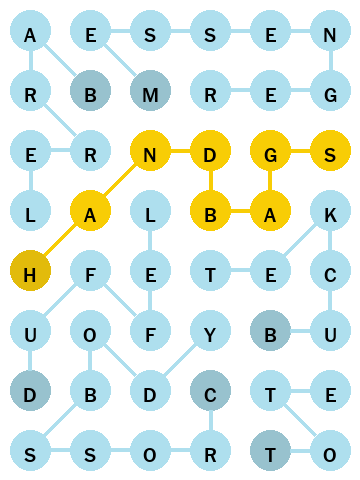 A E S S E N
R B M R E G
E R N D G S
L A L B A K
H F E T E C
U O F Y B U
D B D C T E
S S O R T O